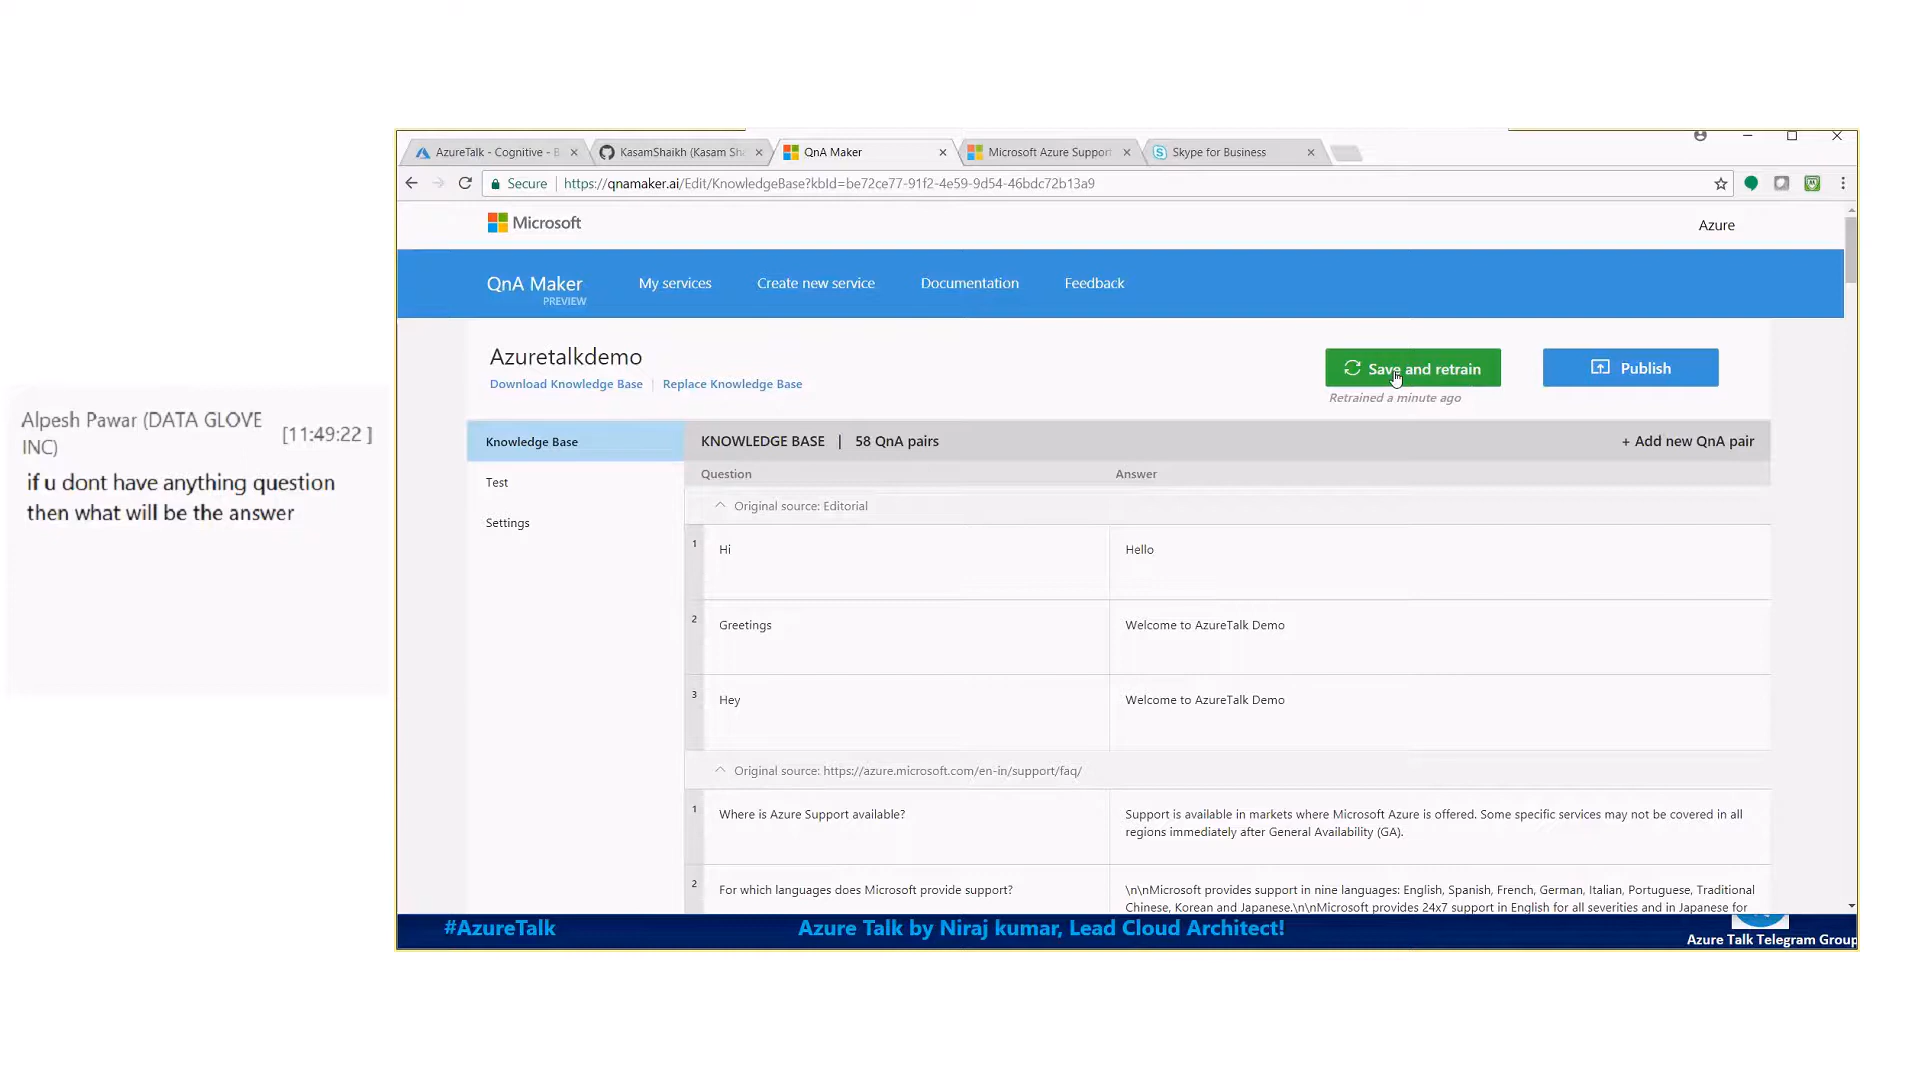 AzureTalk - Cognitive - B
KasamShaikh (Kasam Sha
QnA Maker
Microsoft Azure Support
Skype for Business
Secure
https://qnamaker.ai/Edit/KnowledgeBase?kbId=be72ce77-91f2-4e59-9d54-46bdc72b13a9
Microsoft
Azure
QnA Maker
PREVIEW
My services
Create new service
Documentation
Feedback
Azuretalkdemo
Download Knowledge Base | Replace Knowledge Base
Save and retrain
Retrained a minute ago
Publish
Alpesh Pawar (DATA GLOVE
INC)
[11:49:22 ]
if u dont have anything question
then what will be the answer
Knowledge Base
Test
Settings
KNOWLEDGE BASE | 58 QnA pairs
+ Add new QnA pair
Question
Answer
Original source: Editorial
1
Hi
Hello
2
Greetings
Welcome to AzureTalk Demo
3
Hey
Welcome to AzureTalk Demo
Original source: https://azure.microsoft.com/en-in/support/faq/
1
Where is Azure Support available?
Support is available in markets where Microsoft Azure is offered. Some specific services may not be covered in all
regions immediately after General Availability (GA).
2
For which languages does Microsoft provide support?
\n\nMicrosoft provides support in nine languages: English, Spanish, French, German, Italian, Portuguese, Traditional
Chinese, Korean and Japanese.\n\nMicrosoft provides 24x7 support in English for all severities and in Japanese for
#AzureTalk
Azure Talk by Niraj kumar, Lead Cloud Architect!
Azure Talk Telegram Group